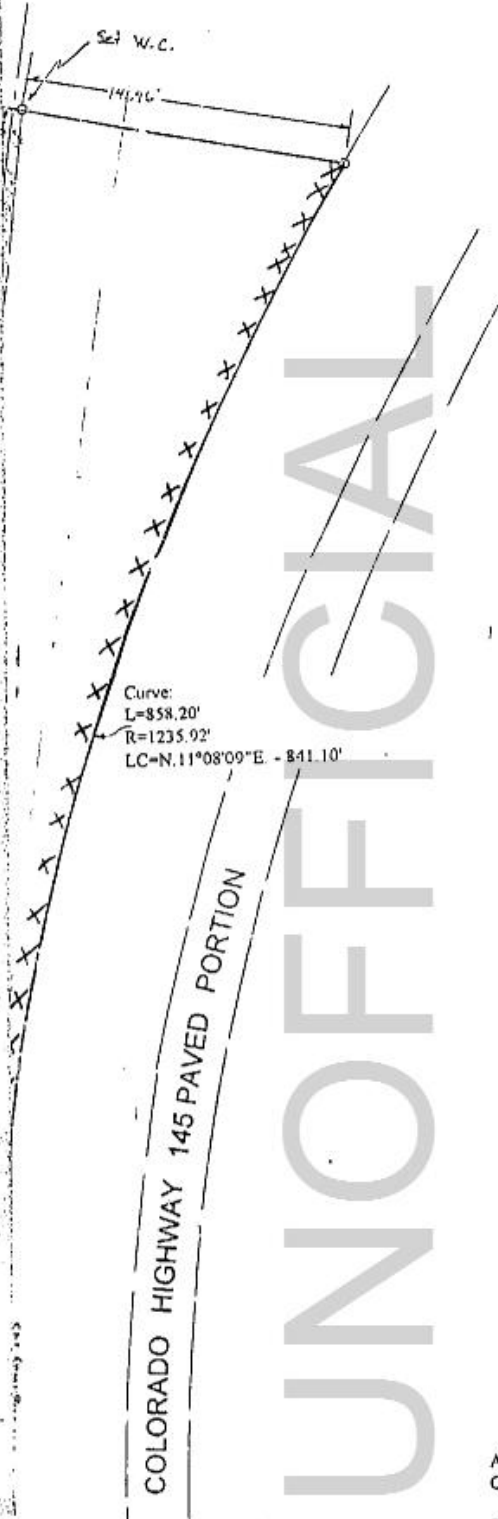 Set W.C.
Curve:
L=858.20'
R=1235.92'
LC=N.11°08'09"E. - 841.10'
COLORADO HIGHWAY 145 PAVED PORTION
UNOFFICIAL